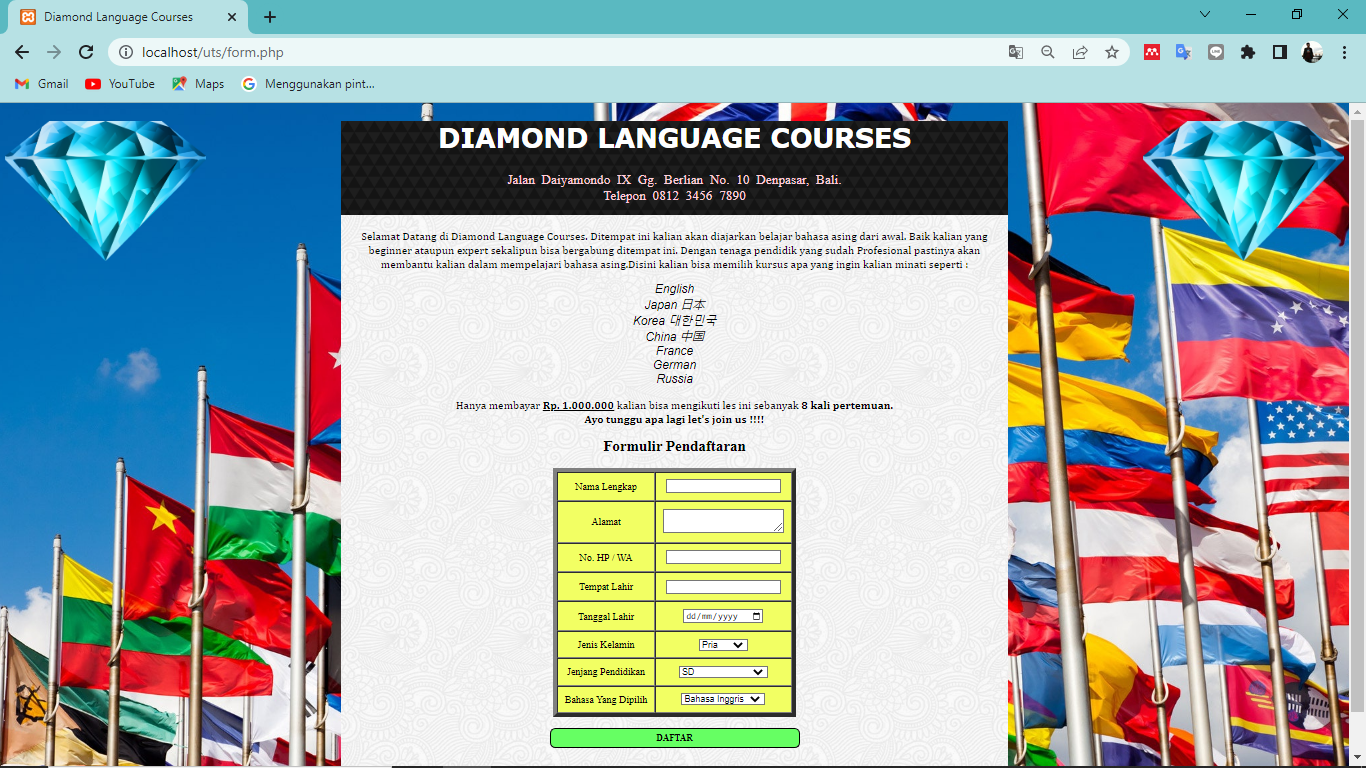 Diamond Language Courses
localhost/uts/form.php
Gmail YouTube Maps Menggunakan pint...
DIAMOND LANGUAGE COURSES
Jalan Daiyamondo IX Gg. Berlian No. 10 Denpasar, Bali.
Telepon 0812 3456 7890
Selamat Datang di Diamond Language Courses. Ditempat ini kalian akan diajarkan belajar bahasa asing dari awal. Baik kalian yang
beginner ataupun expert sekalipun bisa bergabung ditempat ini. Dengan tenaga pendidik yang sudah Profesional pastinya akan
membantu kalian dalam mempelajari bahasa asing.Disini kalian bisa memilih kursus apa yang ingin kalian minati seperti :
English
Japan 日本
Korea 대한민국
China 中国
France
German
Russia
Hanya membayar Rp. 1.000.000 kalian bisa mengikuti les ini sebanyak 8 kali pertemuan.
Ayo tunggu apa lagi let's join us !!!!
Formulir Pendaftaran
Nama Lengkap
Alamat
No. HP / WA
Tempat Lahir
Tanggal Lahir dd/mm/yyyy
Jenis Kelamin Pria
Jenjang Pendidikan SD
Bahasa Yang Dipilih Bahasa Inggris
DAFTAR